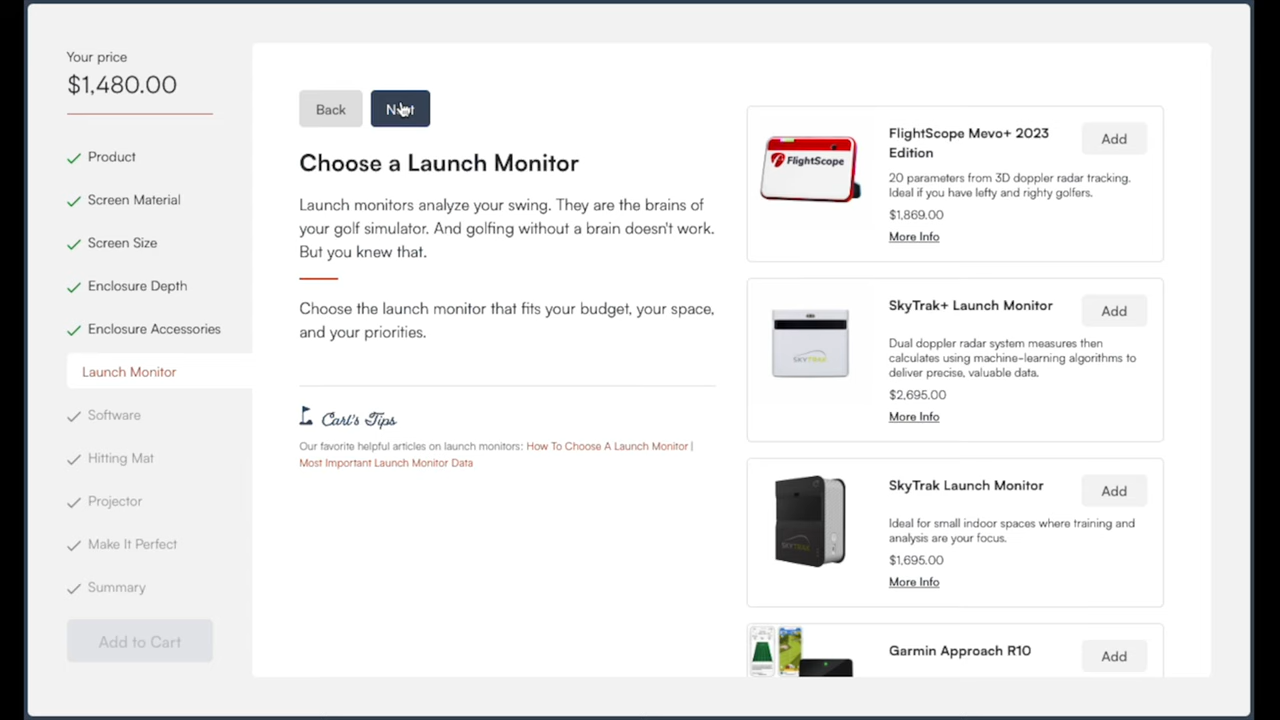 Your price
$1,480.00
Product
Screen Material
Screen Size
Enclosure Depth
Enclosure Accessories
Launch Monitor
Software
Hitting Mat
Projector
Make It Perfect
Summary
Add to Cart
Back
Choose a Launch Monitor
Launch monitors analyze your swing. They are the brains of
your golf simulator. And golfing without a brain doesn't work.
But you knew that.
Choose the launch monitor that fits your budget, your space,
and your priorities.
Carl's Tips
Our favorite helpful articles on launch monitors: How To Choose A Launch Monitor |
Most Important Launch Monitor Data
FlightScope
FlightScope Mevo+ 2023
Edition
Add
20 parameters from 3D doppler radar tracking.
Ideal if you have lefty and righty golfers.
$1,869.00
More Info
SKYTRAK
SkyTrak+ Launch Monitor
Add
Dual doppler radar system measures then
calculates using machine-learning algorithms to
deliver precise, valuable data.
$2,695.00
More Info
SKYTRAK
SkyTrak Launch Monitor
Add
Ideal for small indoor spaces where training and
analysis are your focus.
$1,695.00
More Info
Garmin Approach R10
Add